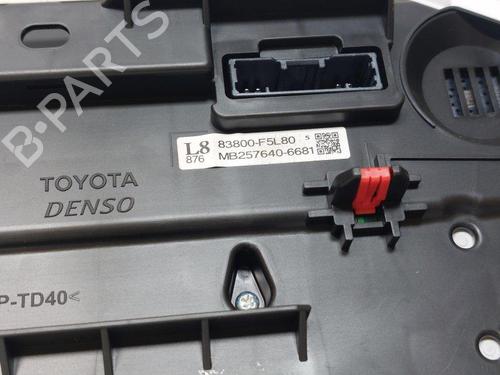 B-PARTS
L8 83800-F5L80 S
876 MB257640-6681
TOYOTA
DENSO
P-TD40<